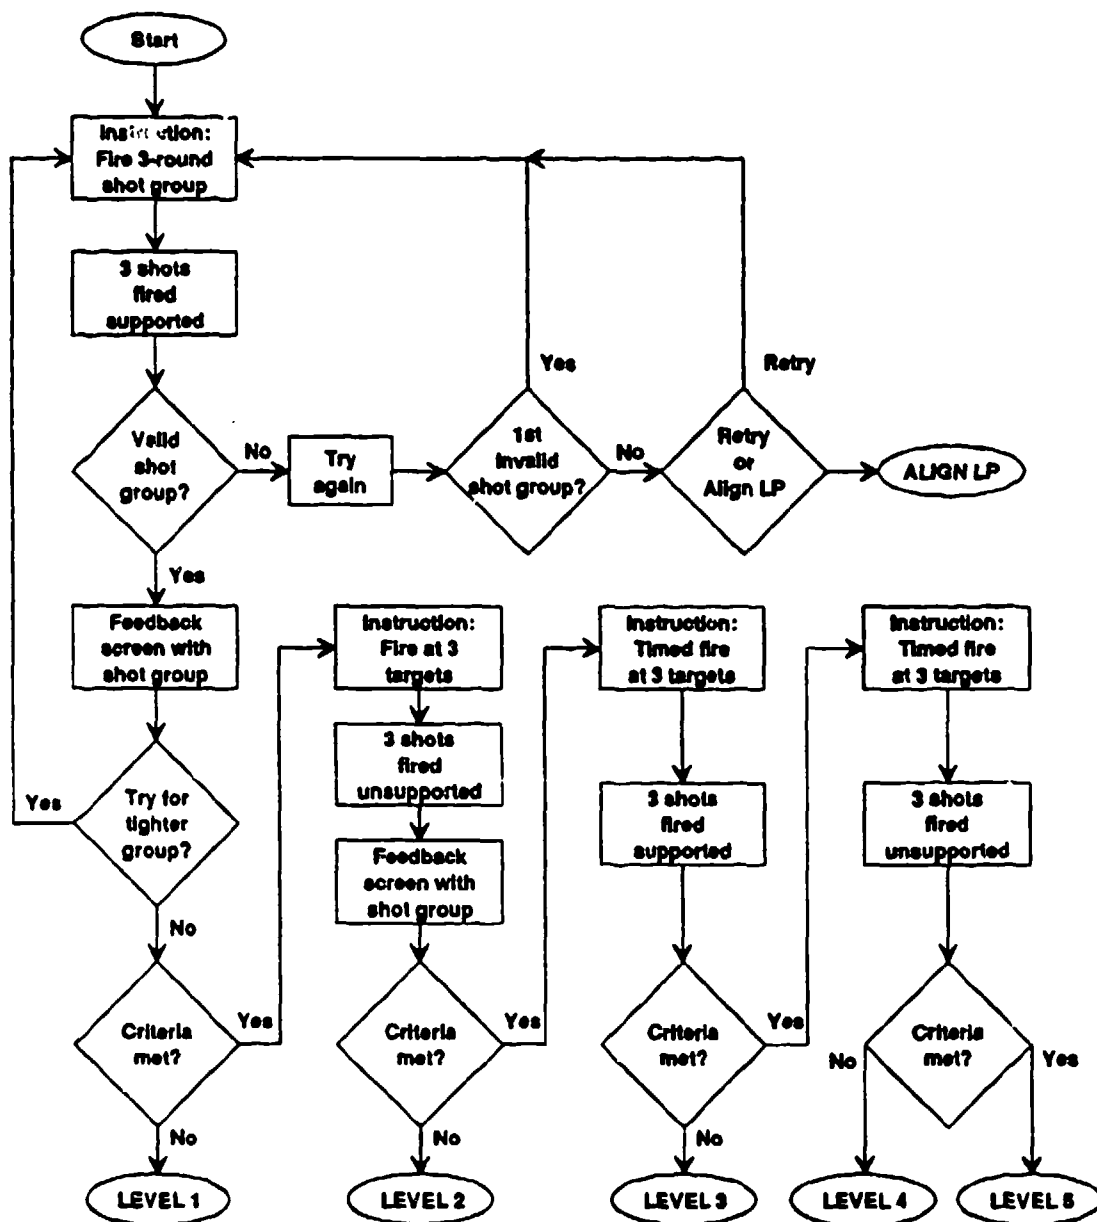 Start
Instruction:
Fire 3-round
shot group
3 shots
fired
supported
Yes
Retry
Valid
shot
group?
No
Try
again
1st
invalid
shot group?
No
Retry
or
Align LP
ALIGN LP
Yes
Feedback
screen with
shot group
Instruction:
Fire at 3
targets
Instruction:
Timed fire
at 3 targets
Instruction:
Timed fire
at 3 targets
3 shots
fired
unsupported
Yes
Try for
tighter
group?
3 shots
fired
supported
3 shots
fired
unsupported
Feedback
screen with
shot group
No
Criteria
met?
Yes
Criteria
met?
Yes
Criteria
met?
Yes
No
Criteria
met?
Yes
No
No
No
LEVEL 1
LEVEL 2
LEVEL 3
LEVEL 4
LEVEL 5